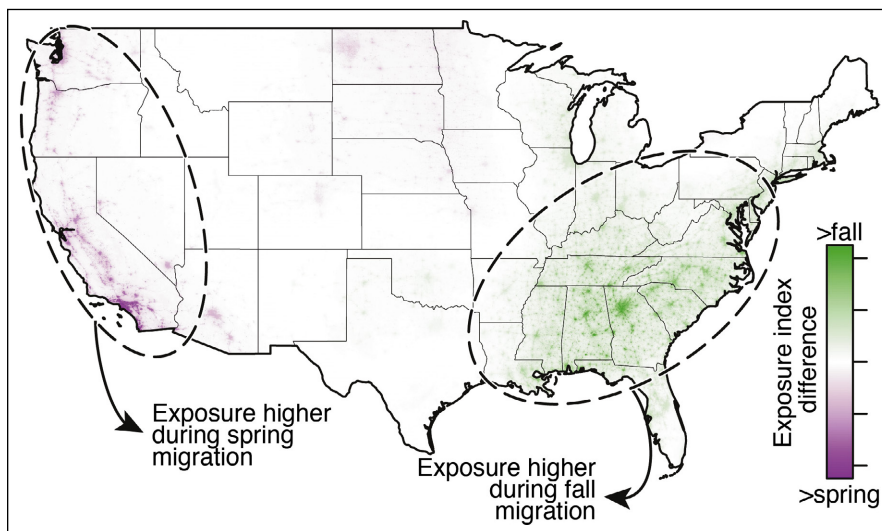 >fall
Exposure index
difference
>spring
Exposure higher
during spring
migration
Exposure higher
during fall
migration